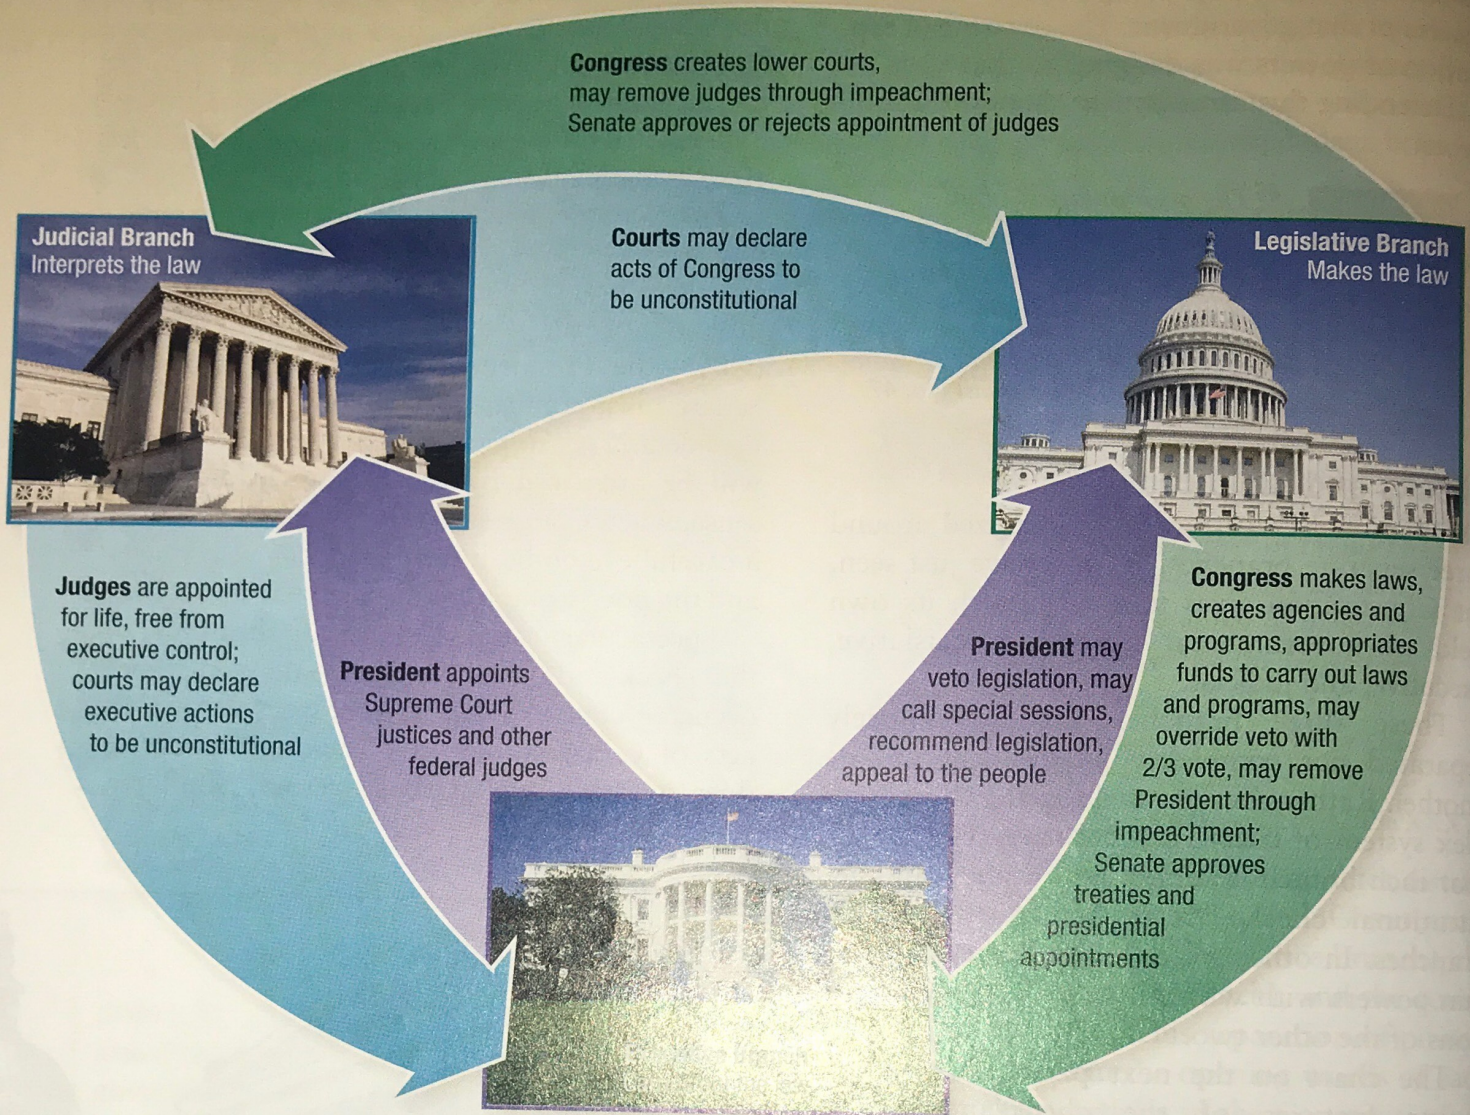 Congress creates lower courts,
may remove judges through impeachment;
Senate approves or rejects appointment of judges
Judicial Branch
Interprets the law
Courts may declare
acts of Congress to
be unconstitutional
Legislative Branch
Makes the law
Judges are appointed
for life, free from
executive control;
courts may declare
executive actions
to be unconstitutional
President appoints
Supreme Court
justices and other
federal judges
President may
veto legislation, may
call special sessions,
recommend legislation,
appeal to the people
Congress makes laws,
creates agencies and
programs, appropriates
funds to carry out laws
and programs, may
override veto with
2/3 vote, may remove
President through
impeachment;
Senate approves
treaties and
presidential
appointments